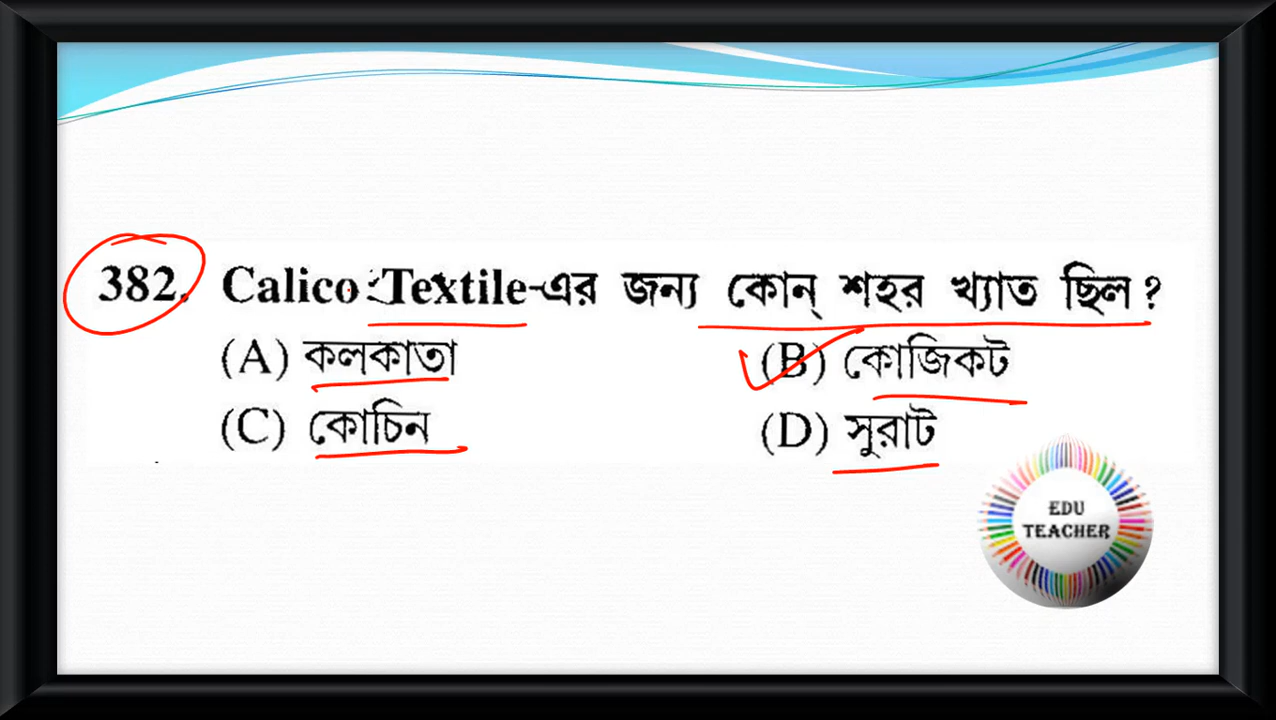 382. Calico Textile-এর জন্য কোন্ শহর খ্যাত ছিল ?
(A) কলকাতা (B) কোজিকট
(C) কোচিন (D) সুরাট
EDU
TEACHER